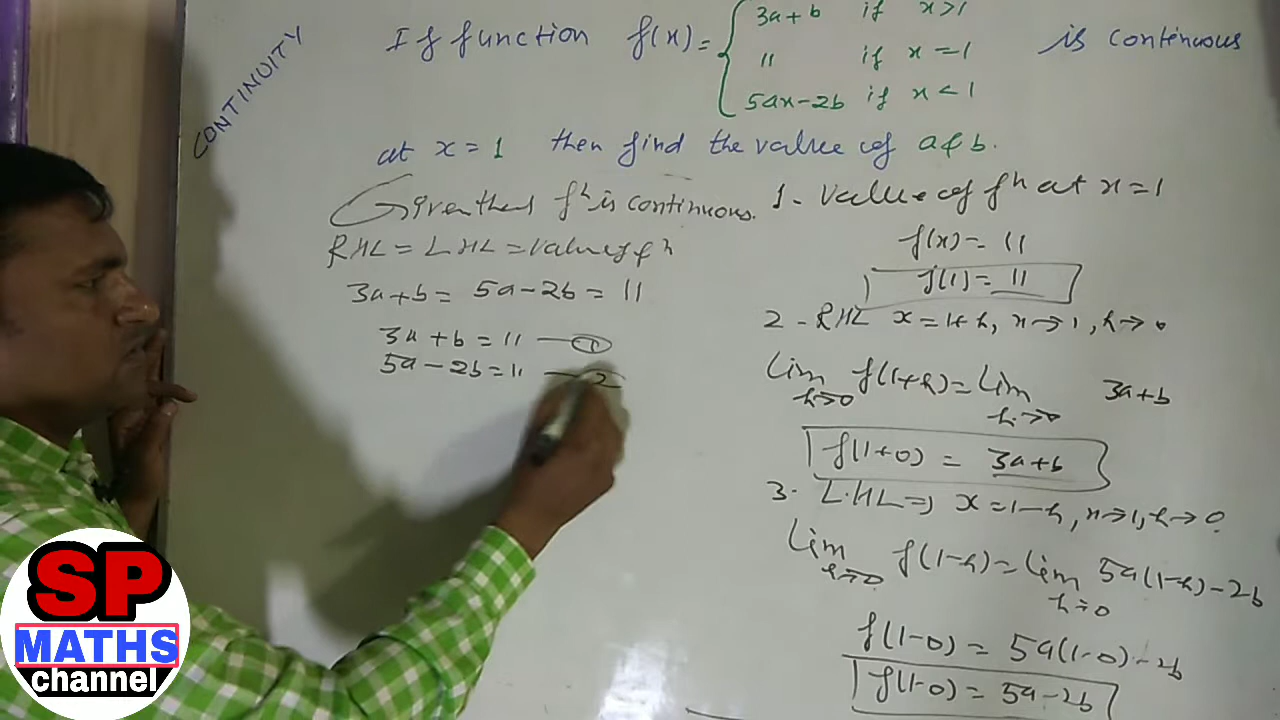 CONTINUITY
If function f(x) = { 3a+b if x>1
11 if x=1
5ax-2b if x<1
is continuous
at x=1 then find the value of a & b.
Given that fⁿ is continuous.
RHL = LHL = value of fⁿ
3a+b = 5a-2b = 11
3a+b = 11 — ①
5a-2b = 11 — 2
1- Value of fⁿ at x=1
f(x) = 11
f(1) = 11
2- RHL x=1+h, x→1, h→0
Lim h→0 f(1+h) = Lim h→0 3a+b
f(1+0) = 3a+b
3- L.HL ⇒ x=1-h, x→1, h→0
Lim h→0 f(1-h) = Lim h→0 5a(1-h)-2b
f(1-0) = 5a(1-0)-2b
f(1-0) = 5a-2b
SP
MATHS
channel